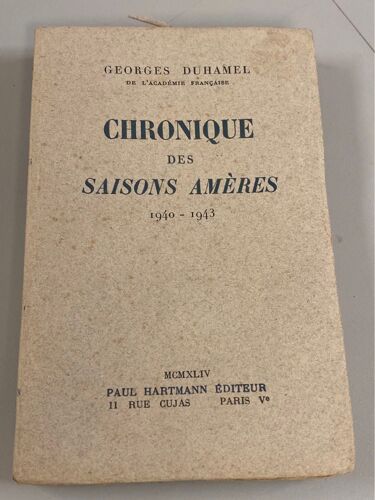 GEORGES DUHAMEL
DE L'ACADÉMIE FRANÇAISE
CHRONIQUE
DES
SAISONS AMÈRES
1940 - 1943
MCMXLIV
PAUL HARTMANN ÉDITEUR
11 RUE CUJAS PARIS Ve